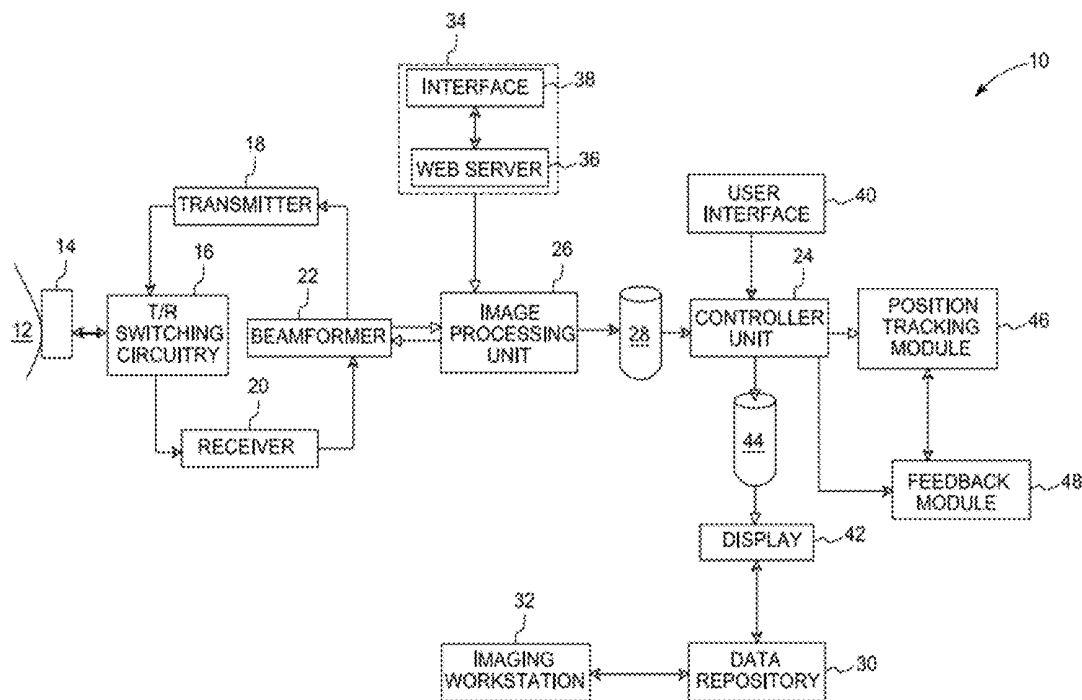 34
INTERFACE
38
10
WEB SERVER
36
18
TRANSMITTER
USER
INTERFACE
40
14
16
22
26
24
12
T/R
SWITCHING
CIRCUITRY
BEAMFORMER
IMAGE
PROCESSING
UNIT
28
CONTROLLER
UNIT
POSITION
TRACKING
MODULE
46
20
RECEIVER
44
FEEDBACK
MODULE
48
DISPLAY
42
32
IMAGING
WORKSTATION
DATA
REPOSITORY
30